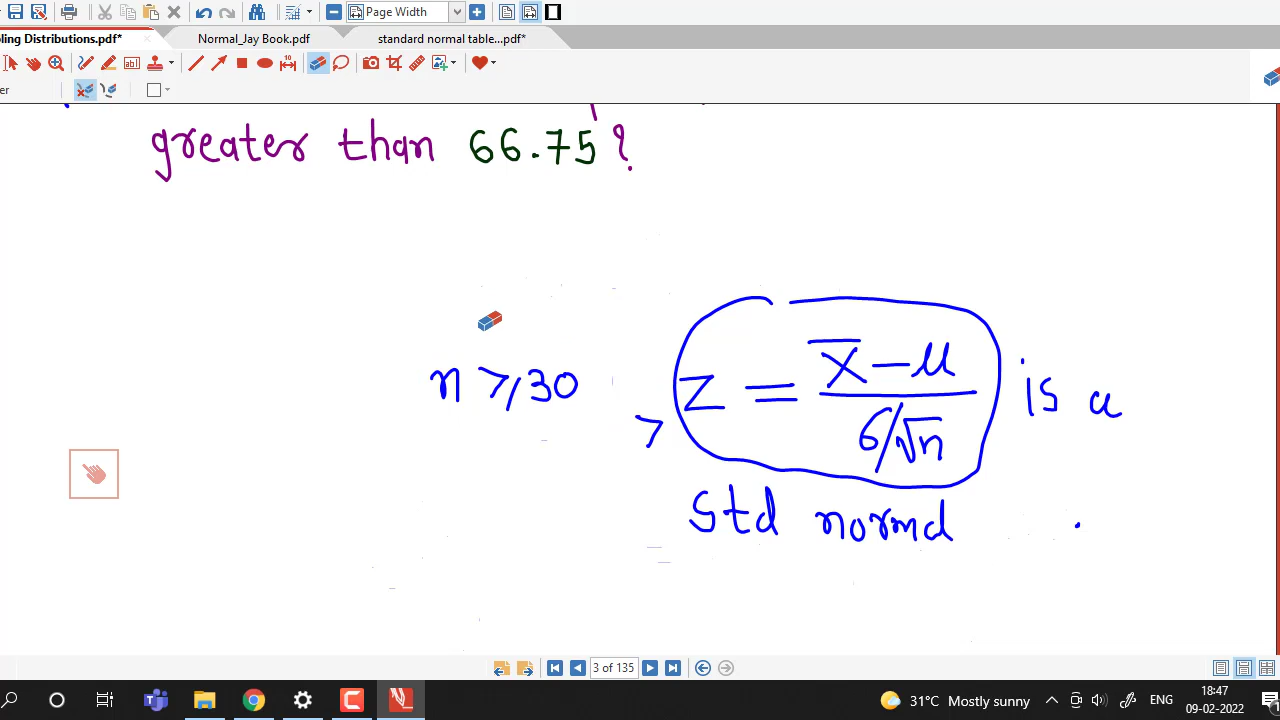 Page Width
ling Distributions.pdf*
Normal_Jay Book.pdf
standard normal table...pdf*
er
greater than 66.75?
n ⩾ 30
> Z = X̅ - μ / σ/√n is a
Std normal
3 of 135
31°C Mostly sunny
ENG
18:47
09-02-2022